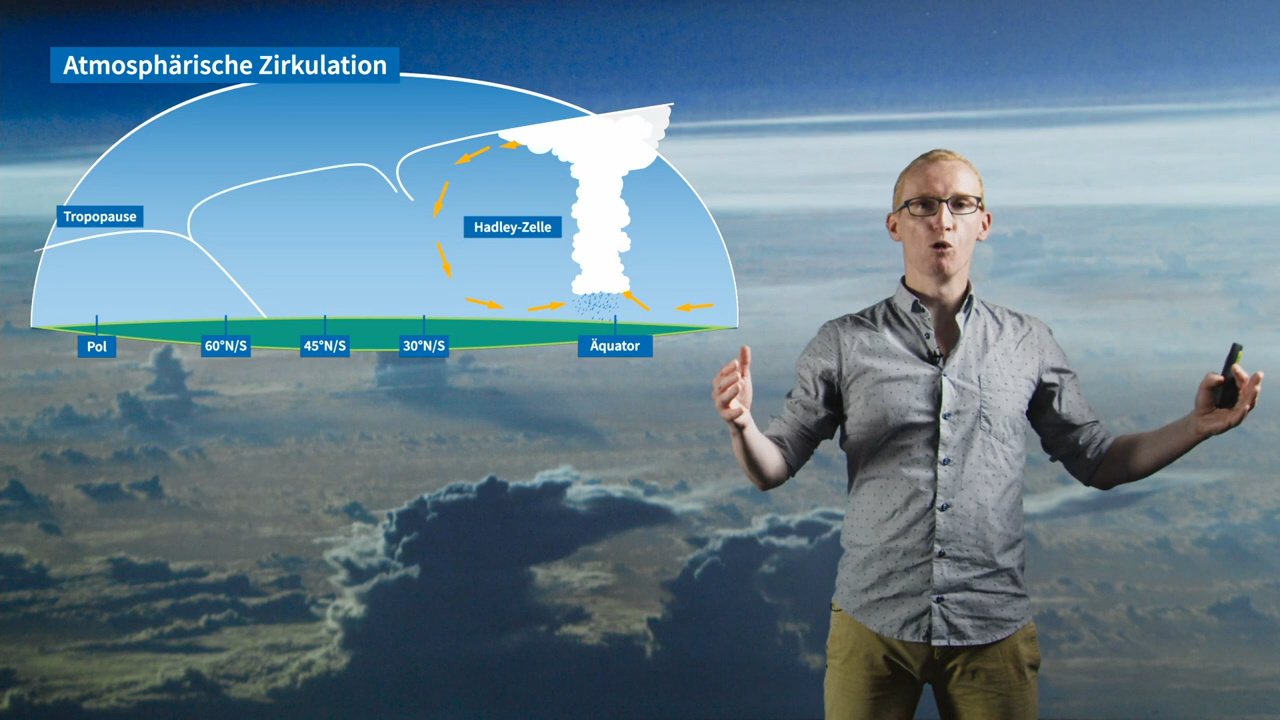 Atmosphärische Zirkulation
Tropopause
Hadley-Zelle
Pol
60°N/S
45°N/S
30°N/S
Äquator